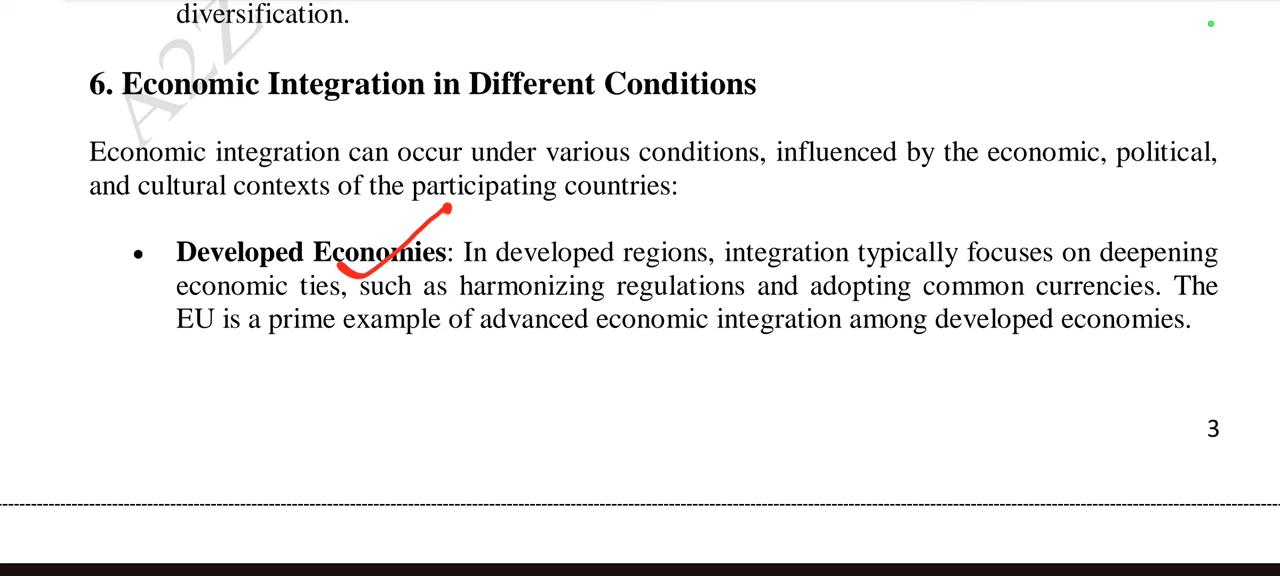 diversification.
A2Z
6. Economic Integration in Different Conditions
Economic integration can occur under various conditions, influenced by the economic, political,
and cultural contexts of the participating countries:
• Developed Economies: In developed regions, integration typically focuses on deepening
economic ties, such as harmonizing regulations and adopting common currencies. The
EU is a prime example of advanced economic integration among developed economies.
3